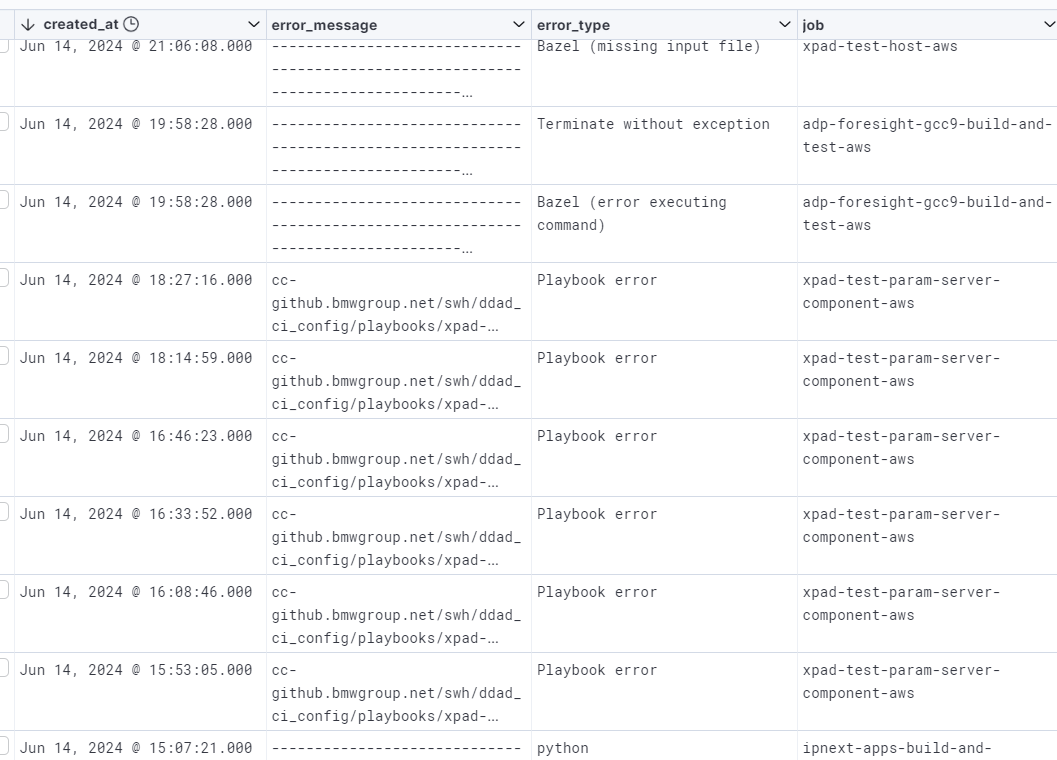 created_at error_message error_type job
Jun 14, 2024 @ 21:06:08.000 ----------------------------- Bazel (missing input file) xpad-test-host-aws
-----------------------------
----------------------…
Jun 14, 2024 @ 19:58:28.000 ----------------------------- Terminate without exception adp-foresight-gcc9-build-and-
----------------------------- test-aws
----------------------…
Jun 14, 2024 @ 19:58:28.000 ----------------------------- Bazel (error executing adp-foresight-gcc9-build-and-
----------------------------- command) test-aws
----------------------…
Jun 14, 2024 @ 18:27:16.000 cc- Playbook error xpad-test-param-server-
github.bmwgroup.net/swh/ddad_ component-aws
ci_config/playbooks/xpad-…
Jun 14, 2024 @ 18:14:59.000 cc- Playbook error xpad-test-param-server-
github.bmwgroup.net/swh/ddad_ component-aws
ci_config/playbooks/xpad-…
Jun 14, 2024 @ 16:46:23.000 cc- Playbook error xpad-test-param-server-
github.bmwgroup.net/swh/ddad_ component-aws
ci_config/playbooks/xpad-…
Jun 14, 2024 @ 16:33:52.000 cc- Playbook error xpad-test-param-server-
github.bmwgroup.net/swh/ddad_ component-aws
ci_config/playbooks/xpad-…
Jun 14, 2024 @ 16:08:46.000 cc- Playbook error xpad-test-param-server-
github.bmwgroup.net/swh/ddad_ component-aws
ci_config/playbooks/xpad-…
Jun 14, 2024 @ 15:53:05.000 cc- Playbook error xpad-test-param-server-
github.bmwgroup.net/swh/ddad_ component-aws
ci_config/playbooks/xpad-…
Jun 14, 2024 @ 15:07:21.000 ----------------------------- python ipnext-apps-build-and-